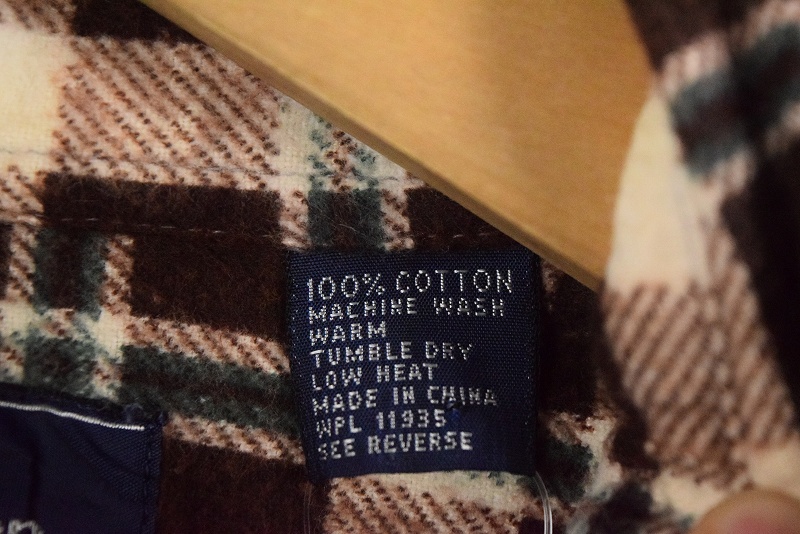 100% COTTON
MACHINE WASH
WARM
TUMBLE DRY
LOW HEAT
MADE IN CHINA
WPL 11935
SEE REVERSE